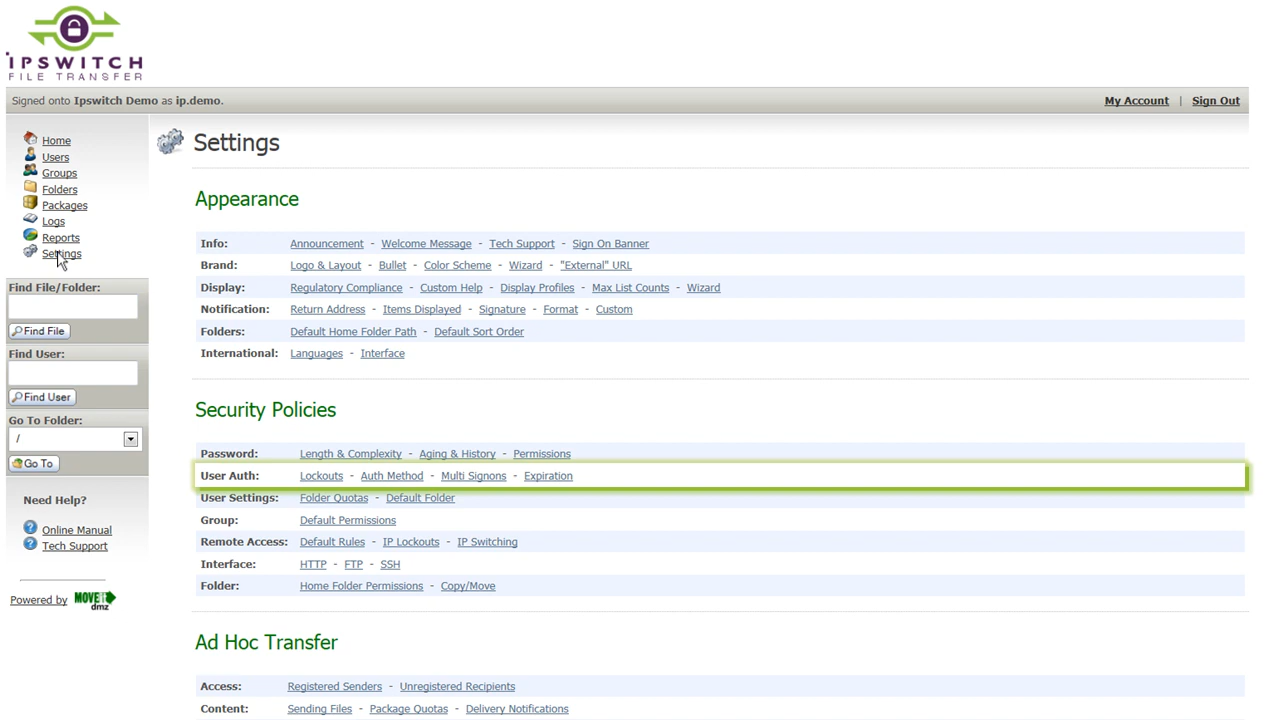 IPSWITCH
FILE TRANSFER
Signed onto Ipswitch Demo as ip.demo.
My Account | Sign Out
Home
Users
Groups
Folders
Packages
Logs
Reports
Settings
Find File/Folder:
Find File
Find User:
Find User
Go To Folder:
/
Go To
Need Help?
Online Manual
Tech Support
Powered by MOVEit dmz
Settings
Appearance
Info: Announcement - Welcome Message - Tech Support - Sign On Banner
Brand: Logo & Layout - Bullet - Color Scheme - Wizard - "External" URL
Display: Regulatory Compliance - Custom Help - Display Profiles - Max List Counts - Wizard
Notification: Return Address - Items Displayed - Signature - Format - Custom
Folders: Default Home Folder Path - Default Sort Order
International: Languages - Interface
Security Policies
Password: Length & Complexity - Aging & History - Permissions
User Auth: Lockouts - Auth Method - Multi Signons - Expiration
User Settings: Folder Quotas - Default Folder
Group: Default Permissions
Remote Access: Default Rules - IP Lockouts - IP Switching
Interface: HTTP - FTP - SSH
Folder: Home Folder Permissions - Copy/Move
Ad Hoc Transfer
Access: Registered Senders - Unregistered Recipients
Content: Sending Files - Package Quotas - Delivery Notifications